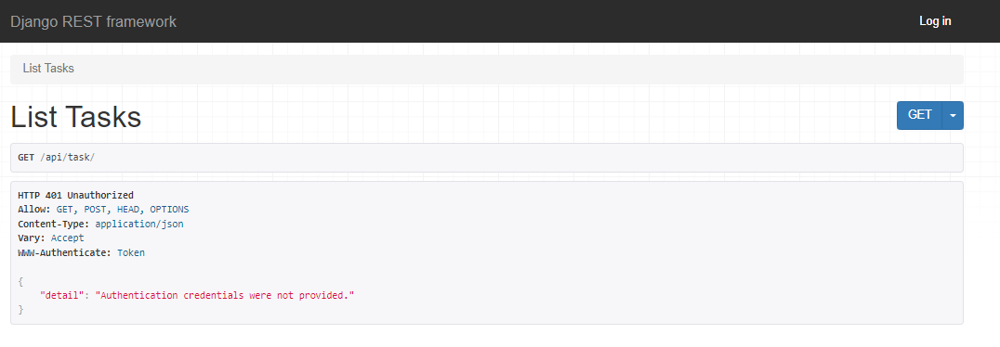 Django REST framework
Log in
List Tasks
List Tasks
GET
GET /api/task/
HTTP 401 Unauthorized
Allow: GET, POST, HEAD, OPTIONS
Content-Type: application/json
Vary: Accept
WWW-Authenticate: Token
{
    "detail": "Authentication credentials were not provided."
}